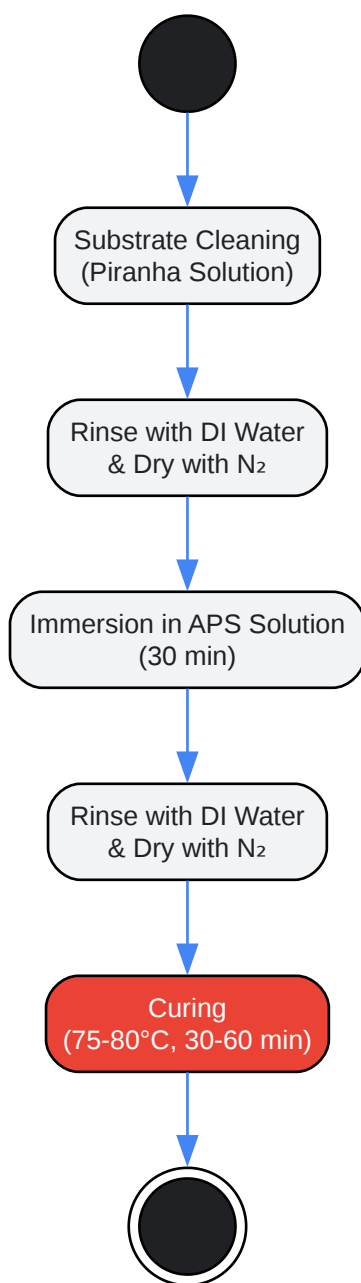 Substrate Cleaning
(Piranha Solution)
Rinse with DI Water
& Dry with N₂
Immersion in APS Solution
(30 min)
Rinse with DI Water
& Dry with N₂
Curing
(75-80°C, 30-60 min)